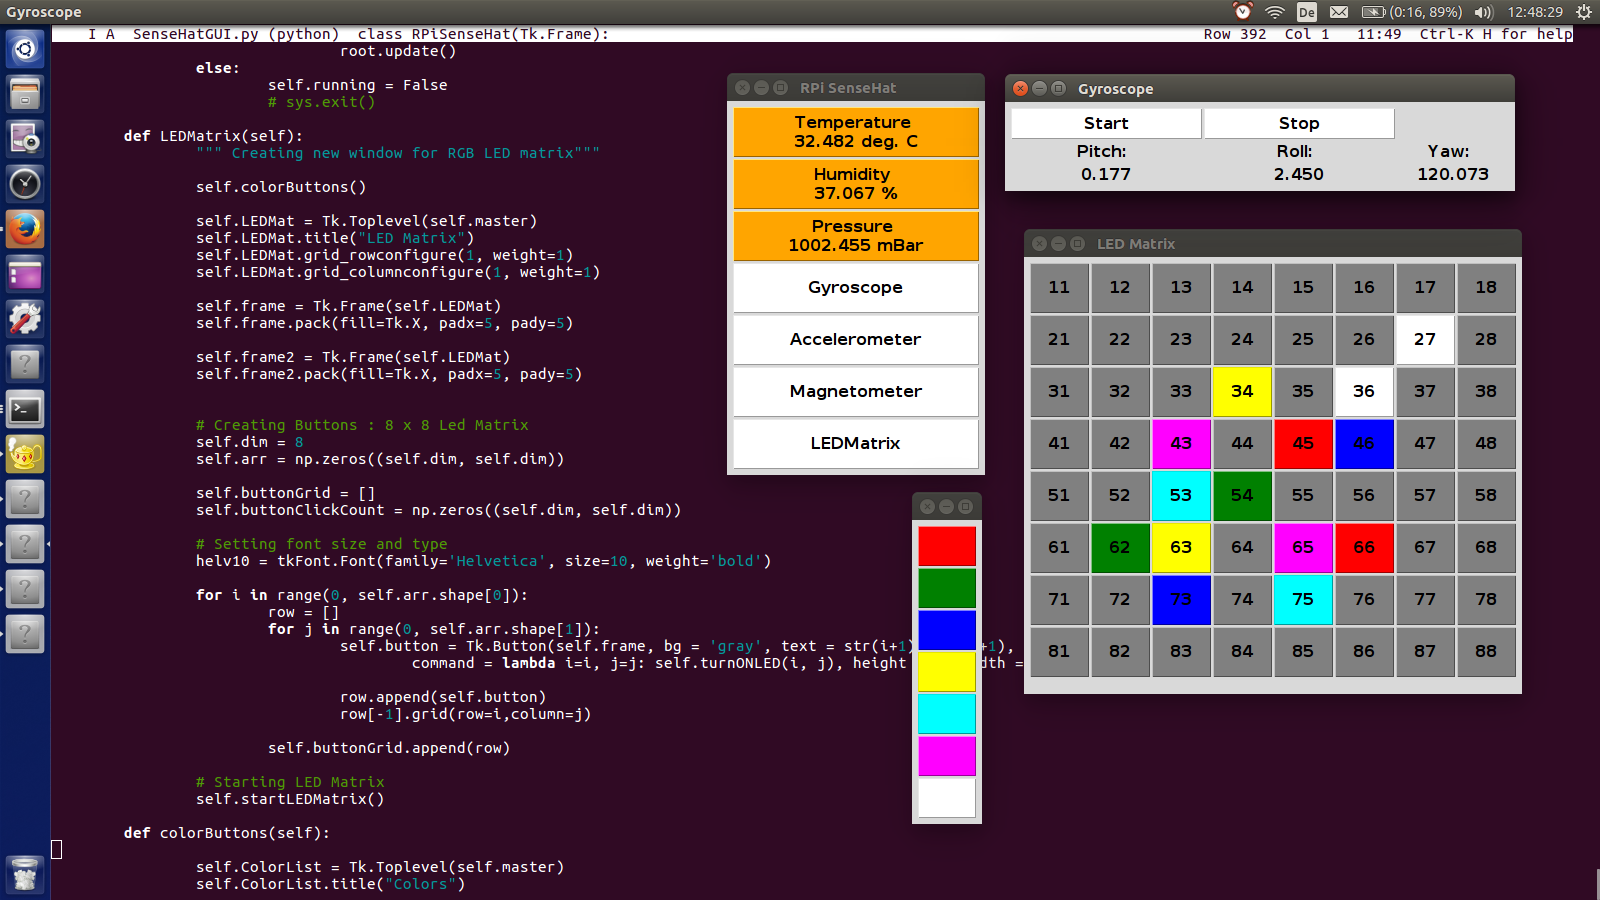 Gyroscope
De
(0:16, 89%)
12:48:29
I A  SenseHatGUI.py (python)  class RPiSenseHat(Tk.Frame):
Row 392  Col 1  11:49  Ctrl-K H for help
root.update()
else:
self.running = False
# sys.exit()
def LEDMatrix(self):
""" Creating new window for RGB LED matrix"""
self.colorButtons()
self.LEDMat = Tk.Toplevel(self.master)
self.LEDMat.title("LED Matrix")
self.LEDMat.grid_rowconfigure(1, weight=1)
self.LEDMat.grid_columnconfigure(1, weight=1)
self.frame = Tk.Frame(self.LEDMat)
self.frame.pack(fill=Tk.X, padx=5, pady=5)
self.frame2 = Tk.Frame(self.LEDMat)
self.frame2.pack(fill=Tk.X, padx=5, pady=5)
# Creating Buttons : 8 x 8 Led Matrix
self.dim = 8
self.arr = np.zeros((self.dim, self.dim))
self.buttonGrid = []
self.buttonClickCount = np.zeros((self.dim, self.dim))
# Setting font size and type
helv10 = tkFont.Font(family='Helvetica', size=10, weight='bold')
for i in range(0, self.arr.shape[0]):
row = []
for j in range(0, self.arr.shape[1]):
self.button = Tk.Button(self.frame, bg = 'gray', text = str(i+1) +1),
command = lambda i=i, j=j: self.turnONLED(i, j), height dth =
row.append(self.button)
row[-1].grid(row=i,column=j)
self.buttonGrid.append(row)
# Starting LED Matrix
self.startLEDMatrix()
def colorButtons(self):
self.ColorList = Tk.Toplevel(self.master)
self.ColorList.title("Colors")
RPi SenseHat
Temperature
32.482 deg. C
Humidity
37.067 %
Pressure
1002.455 mBar
Gyroscope
Accelerometer
Magnetometer
LEDMatrix
Gyroscope
Start Stop
Pitch: Roll: Yaw:
0.177 2.450 120.073
LED Matrix
11 12 13 14 15 16 17 18
21 22 23 24 25 26 27 28
31 32 33 34 35 36 37 38
41 42 43 44 45 46 47 48
51 52 53 54 55 56 57 58
61 62 63 64 65 66 67 68
71 72 73 74 75 76 77 78
81 82 83 84 85 86 87 88